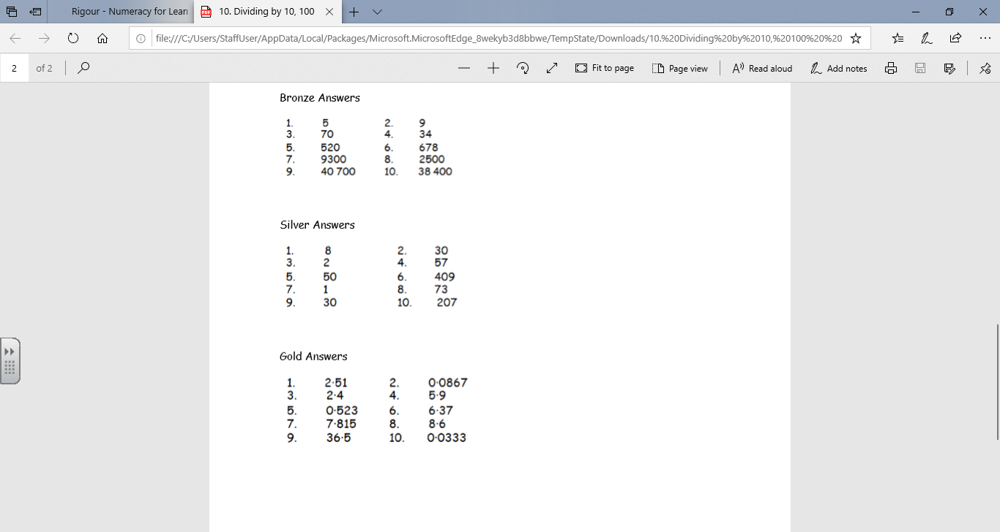 Rigour - Numeracy for Learn
10. Dividing by 10, 100
file:///C:/Users/StaffUser/AppData/Local/Packages/Microsoft.MicrosoftEdge_8wekyb3d8bbwe/TempState/Downloads/10.%20Dividing%20by%2010,%20100%20%20
2 of 2 Fit to page Page view Read aloud Add notes
Bronze Answers
1. 5 2. 9
3. 70 4. 34
5. 520 6. 678
7. 9300 8. 2500
9. 40 700 10. 38 400
Silver Answers
1. 8 2. 30
3. 2 4. 57
5. 50 6. 409
7. 1 8. 73
9. 30 10. 207
Gold Answers
1. 2·51 2. 0·0867
3. 2·4 4. 5·9
5. 0·523 6. 6·37
7. 7·815 8. 8·6
9. 36·5 10. 0·0333